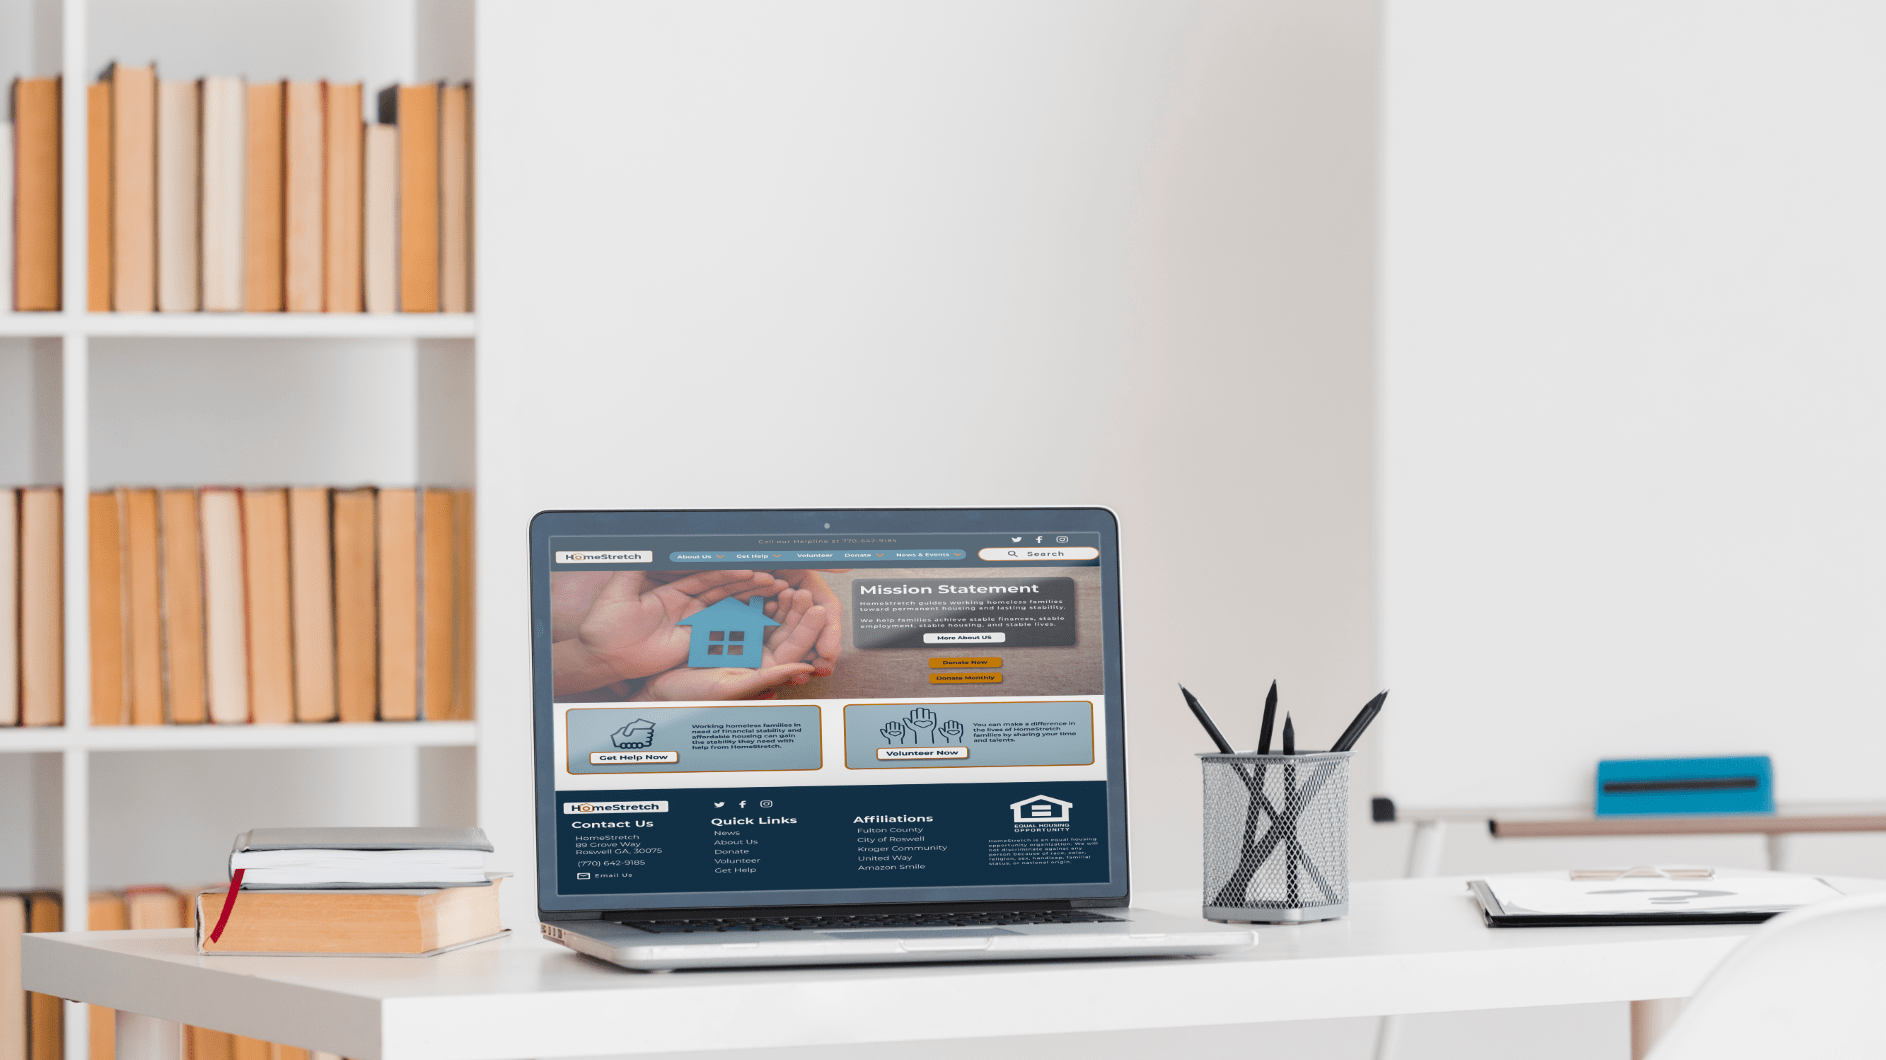 Call our Helpline at 770-642-9185
HomeStretch
About Us
Get Help
Volunteer
Donate
News & Events
Search
Mission Statement
HomeStretch guides working homeless families
toward permanent housing and lasting stability.
We help families achieve stable finances, stable
employment, stable housing, and stable lives.
More About US
Donate Now
Donate Monthly
Working homeless families in
need of financial stability and
affordable housing can gain
the stability they need with
help from HomeStretch.
Get Help Now
You can make a difference in
the lives of HomeStretch
families by sharing your time
and talents.
Volunteer Now
HomeStretch
Contact Us
HomeStretch
89 Grove Way
Roswell GA, 30075
(770) 642-9185
Email Us
Quick Links
News
About Us
Donate
Volunteer
Get Help
Affiliations
Fulton County
City of Roswell
Kroger Community
United Way
Amazon Smile
EQUAL HOUSING
OPPORTUNITY
HomeStretch is an equal housing
opportunity organization. We will
not discriminate against any
person because of race, color,
religion, sex, handicap, familial
status, or national origin.